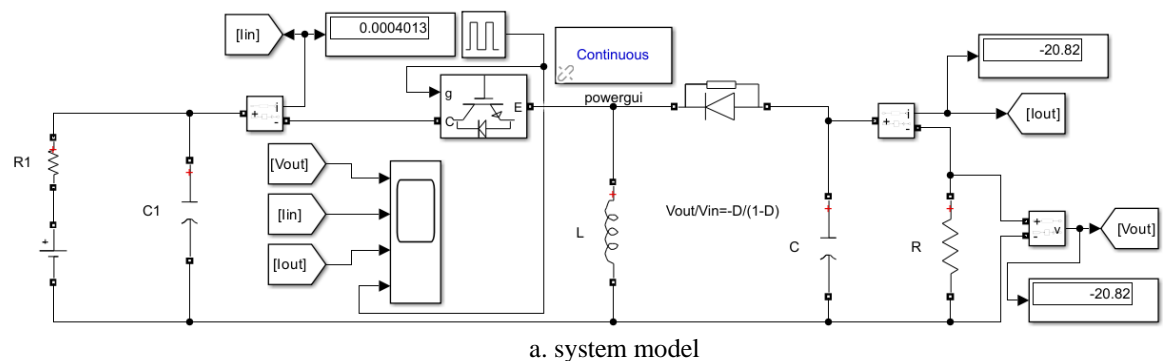 [Iin]
0.0004013
Continuous
powergui
-20.82
[Iout]
g
C
E
i
+
-
i
+
-
R1
+
+
C1
[Vout]
[Iin]
[Iout]
+
L
Vout/Vin=-D/(1-D)
+
C
+
R
+
-
v
[Vout]
-20.82
a. system model